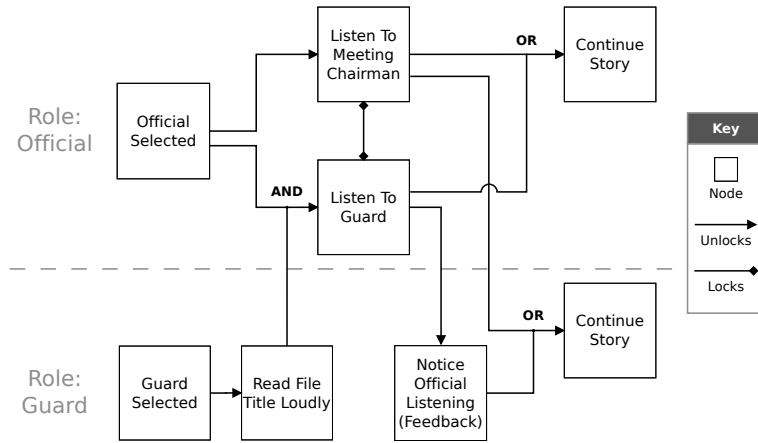 Role:
Official
Official
Selected
Listen To
Meeting
Chairman
OR
Continue
Story
AND
Listen To
Guard
Role:
Guard
Guard
Selected
Read File
Title Loudly
Notice
Official
Listening
(Feedback)
OR
Continue
Story
Key
Node
Unlocks
Locks